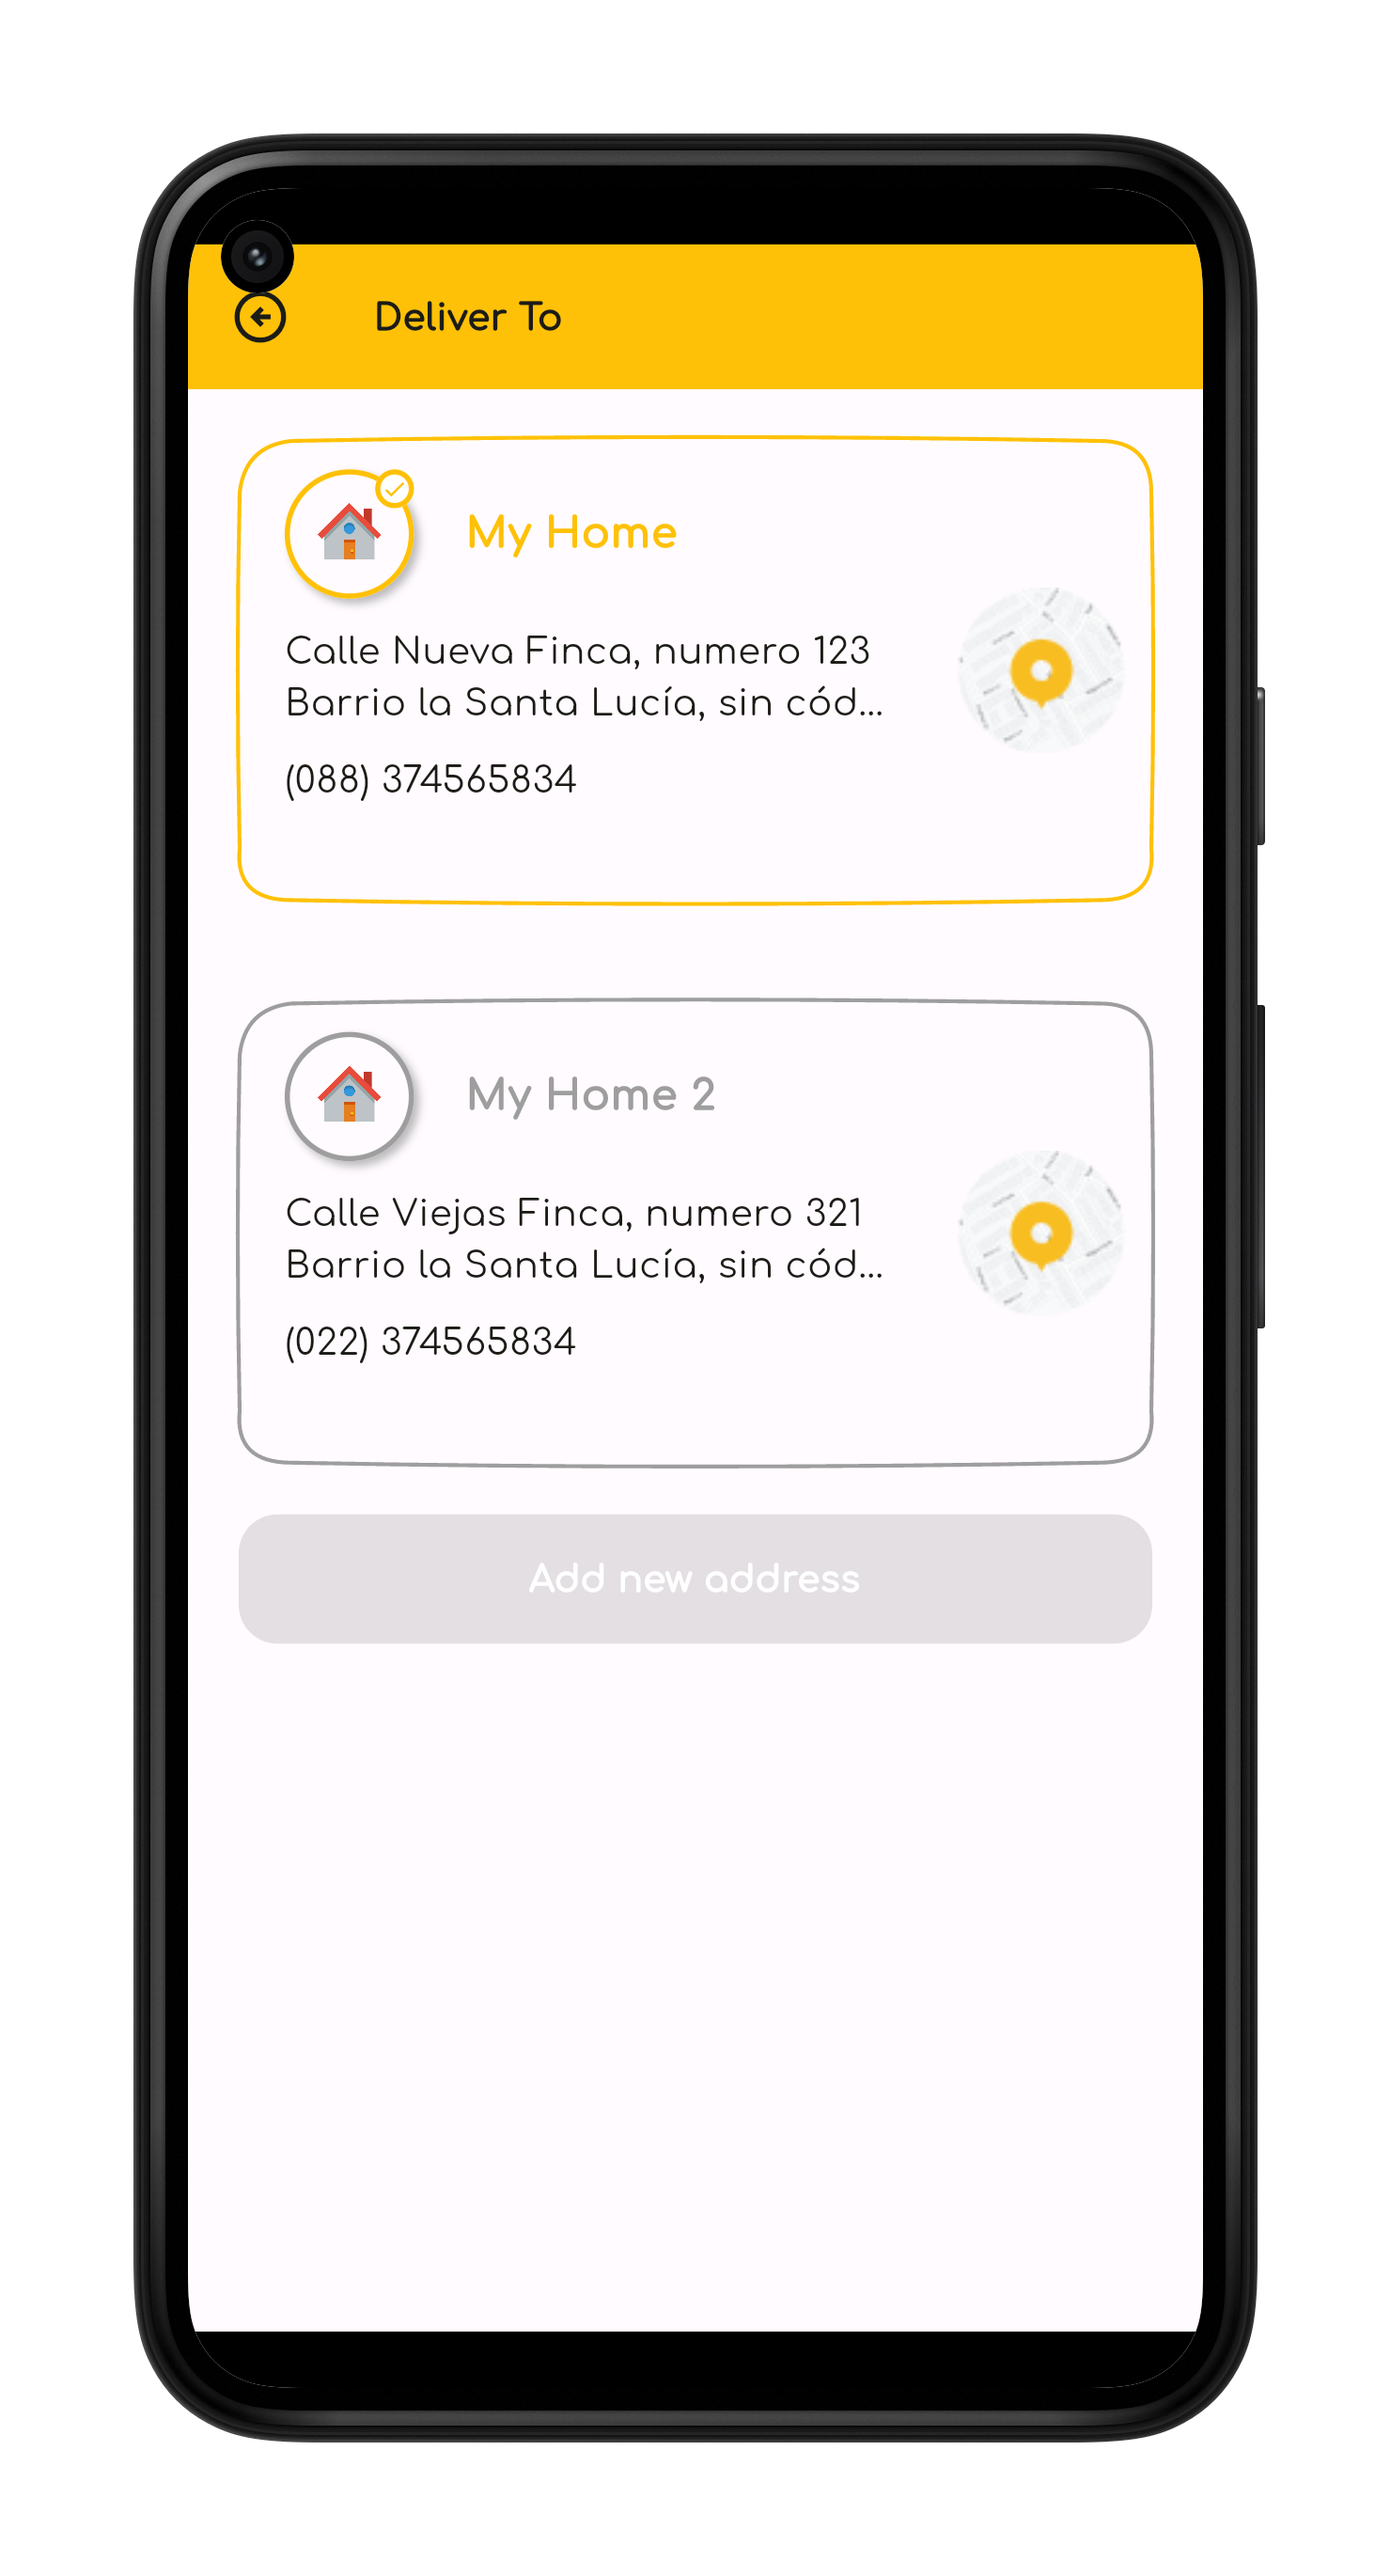 Deliver To
My Home
Calle Nueva Finca, numero 123
Barrio la Santa Lucía, sin cód...
(088) 374565834
My Home 2
Calle Viejas Finca, numero 321
Barrio la Santa Lucía, sin cód...
(022) 374565834
Add new address